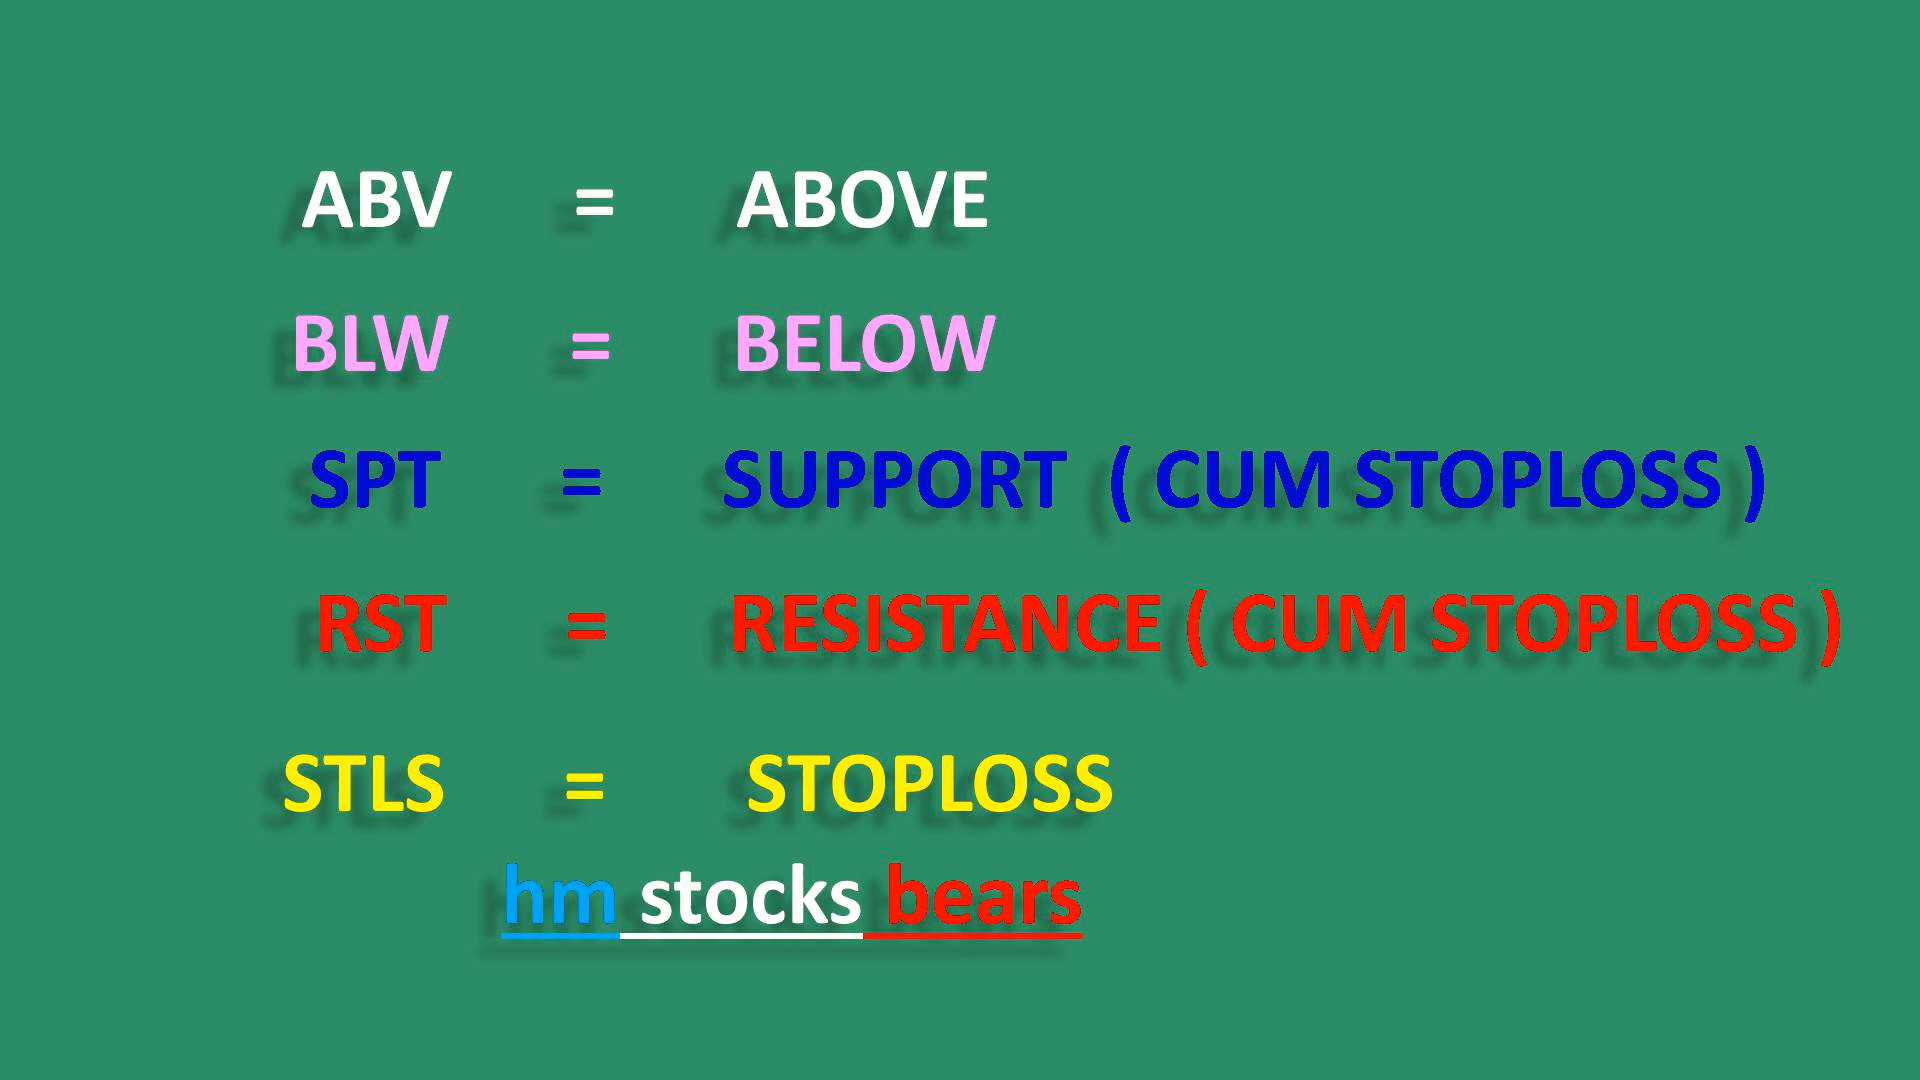 ABV = ABOVE
BLW = BELOW
SPT = SUPPORT ( CUM STOPLOSS )
RST = RESISTANCE ( CUM STOPLOSS )
STLS = STOPLOSS
hm stocks bears